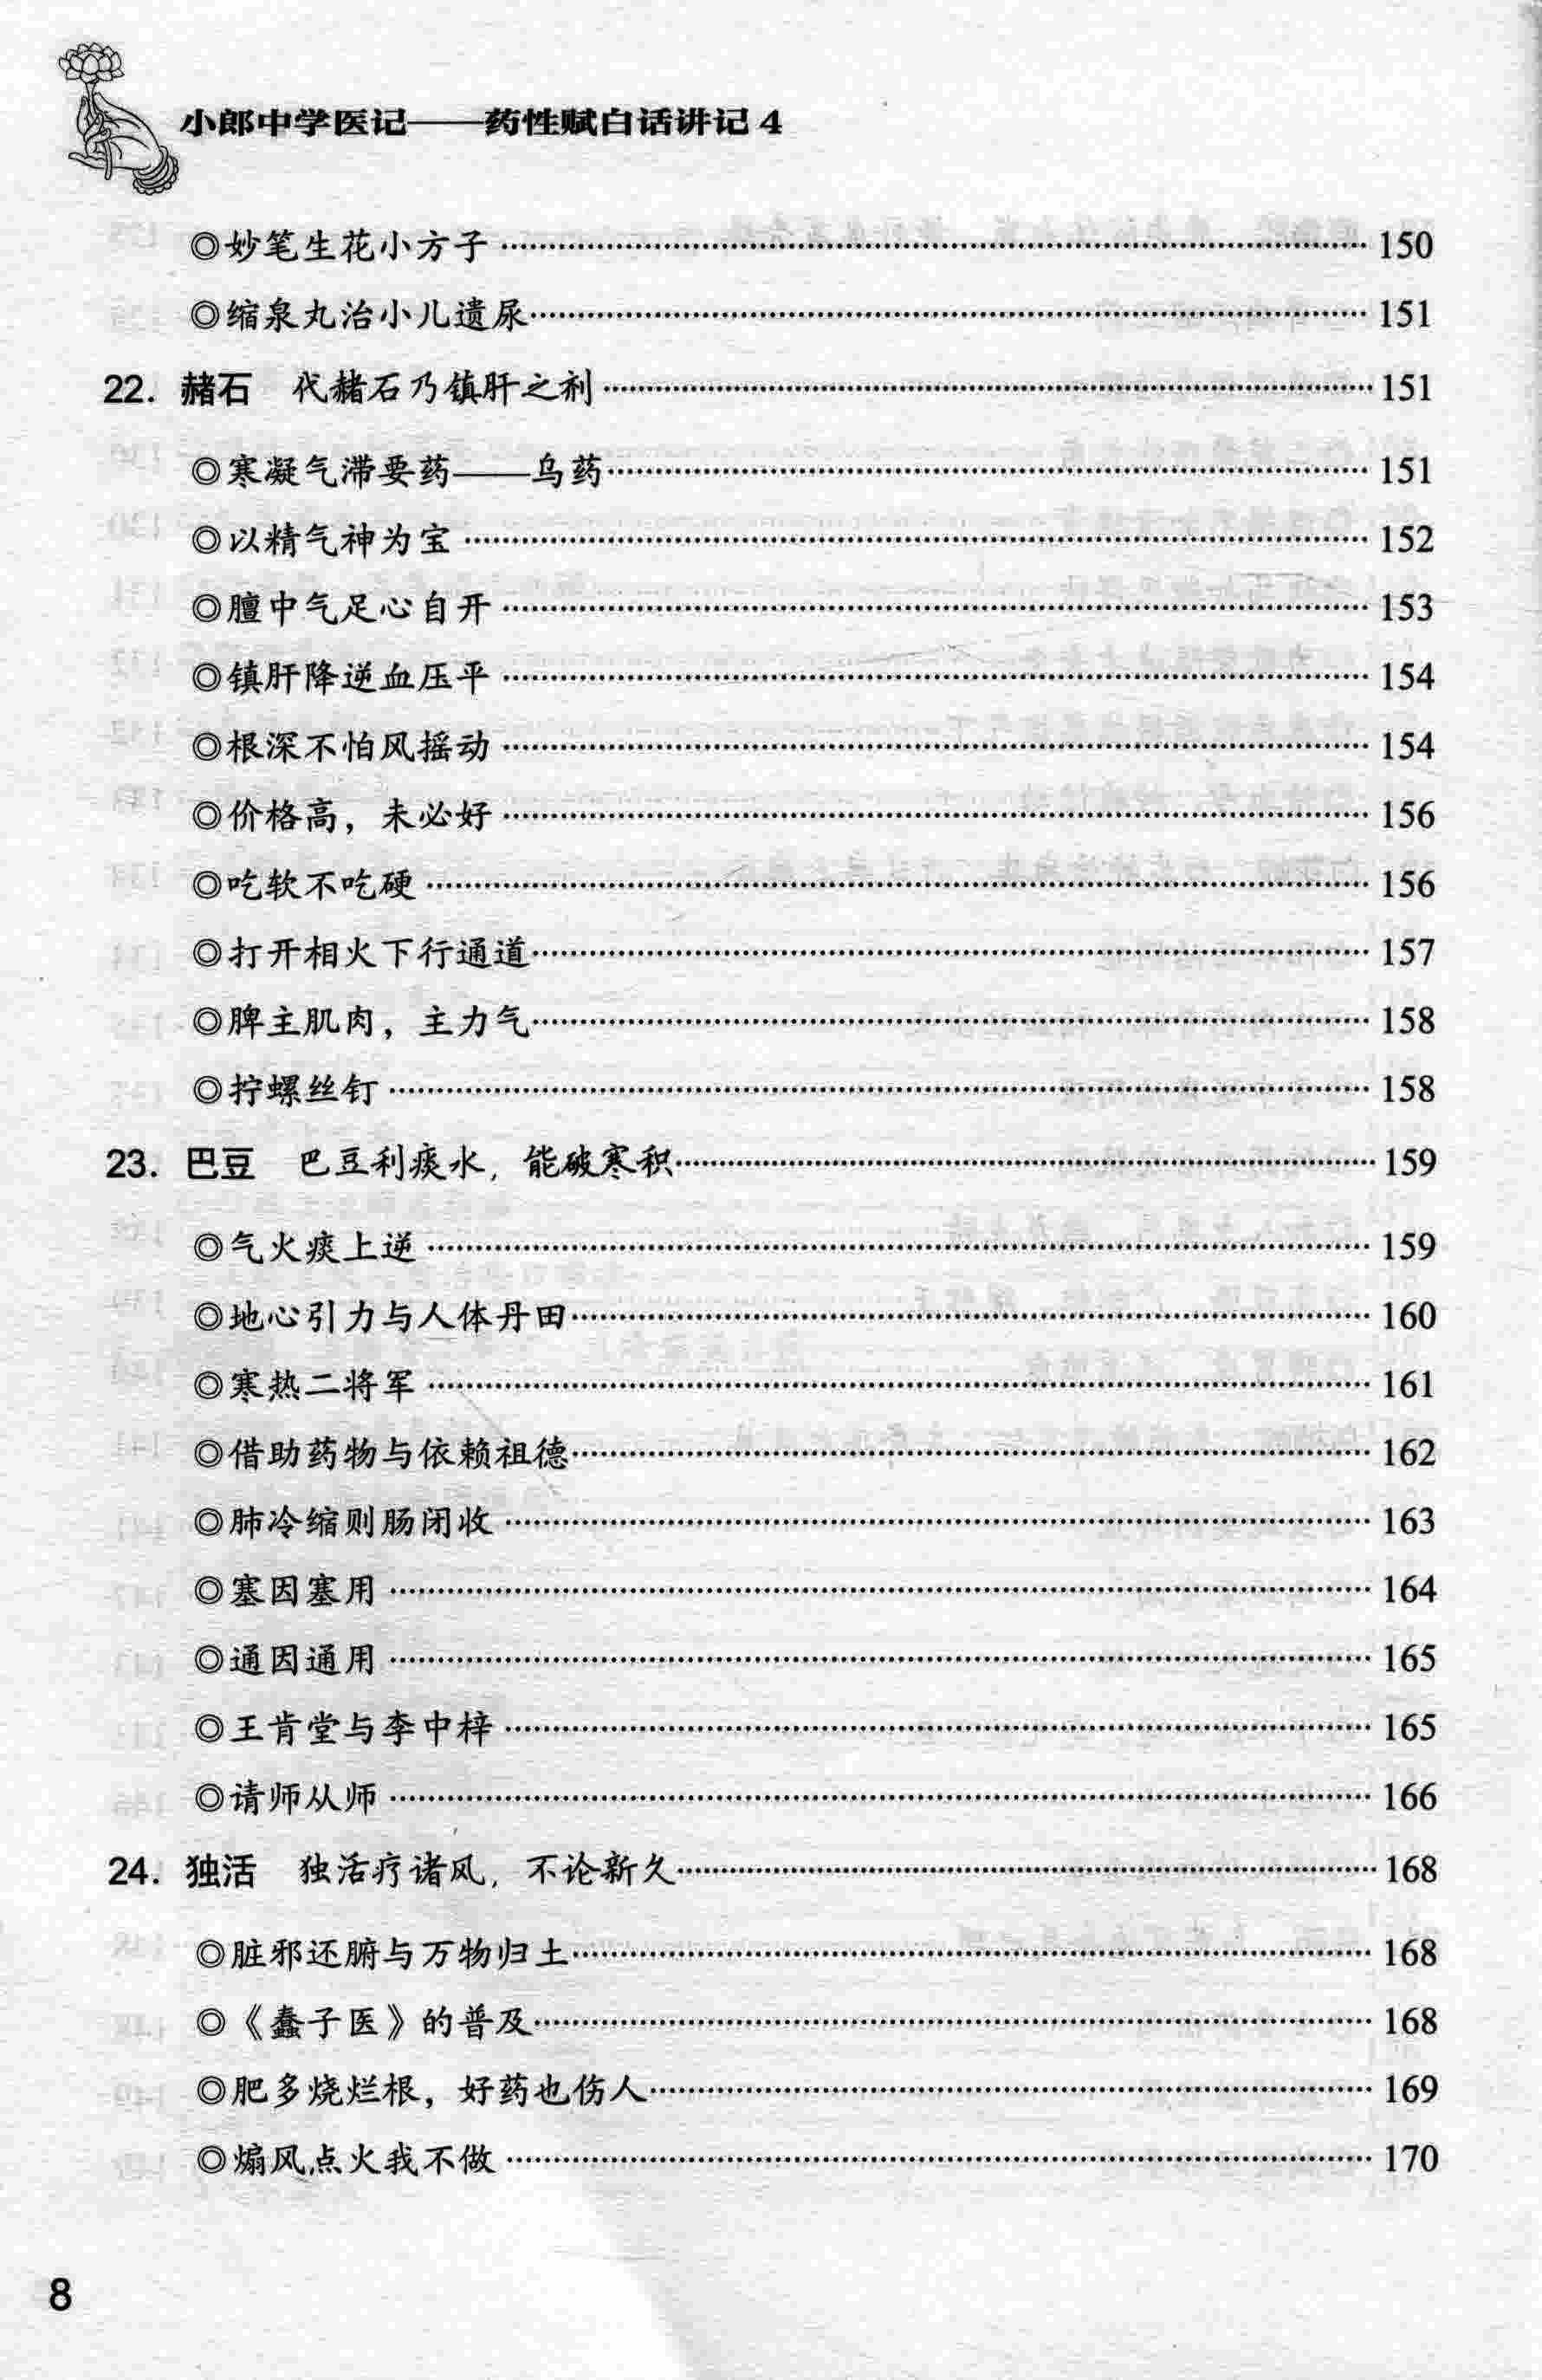 小郎中学医记——药性赋白话讲记 4
◎妙笔生花小方子 …… 150
◎缩泉丸治小儿遗尿 …… 151
22. 赭石 代赭石乃镇肝之剂 …… 151
◎寒凝气滞要药——乌药 …… 151
◎以精气神为宝 …… 152
◎膻中气足心自开 …… 153
◎镇肝降逆血压平 …… 154
◎根深不怕风摇动 …… 154
◎价格高，未必好 …… 156
◎吃软不吃硬 …… 156
◎打开相火下行通道 …… 157
◎脾主肌肉，主力气 …… 158
◎拧螺丝钉 …… 158
23. 巴豆 巴豆利痰水，能破寒积 …… 159
◎气火痰上逆 …… 159
◎地心引力与人体丹田 …… 160
◎寒热二将军 …… 161
◎借助药物与依赖祖德 …… 162
◎肺冷缩则肠闭收 …… 163
◎塞因塞用 …… 164
◎通因通用 …… 165
◎王肯堂与李中梓 …… 165
◎请师从师 …… 166
24. 独活 独活疗诸风，不论新久 …… 168
◎脏邪还腑与万物归土 …… 168
◎《蠢子医》的普及 …… 168
◎肥多烧烂根，好药也伤人 …… 169
◎煽风点火我不做 …… 170
8